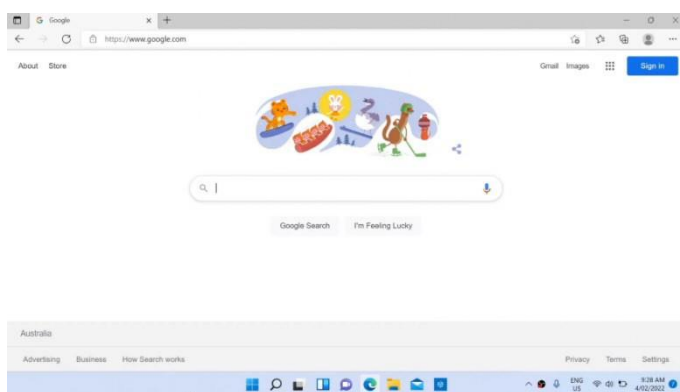 Google
https://www.google.com
About Store Gmail Images Sign in
Google Search I'm Feeling Lucky
Australia
Advertising Business How Search works Privacy Terms Settings
ENG 9:28 AM
US 4/02/2022